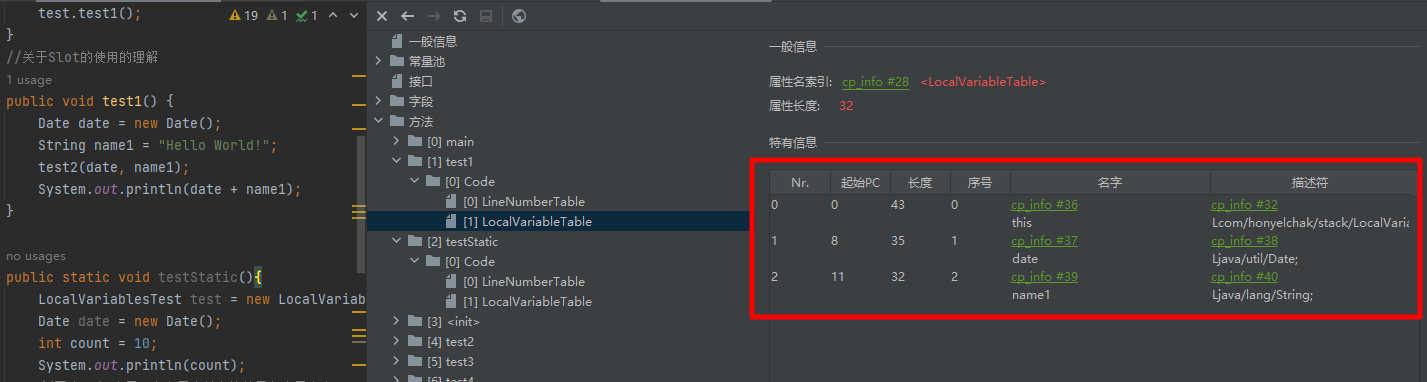 test.test1();
19 1 1
}
//关于Slot的使用的理解
1 usage
public void test1() {
Date date = new Date();
String name1 = "Hello World!";
test2(date, name1);
System.out.println(date + name1);
}
no usages
public static void testStatic(){
LocalVariablesTest test = new LocalVariab
Date date = new Date();
int count = 10;
System.out.println(count);
一般信息
常量池
接口
字段
方法
[0] main
[1] test1
[0] Code
[0] LineNumberTable
[1] LocalVariableTable
[2] testStatic
[0] Code
[0] LineNumberTable
[1] LocalVariableTable
[3] <init>
[4] test2
[5] test3
[6] test4
一般信息
属性名索引: cp_info #28 <LocalVariableTable>
属性长度: 32
特有信息
Nr. 起始PC 长度 序号 名字 描述符
0 0 43 0 cp_info #36 cp_info #32
this Lcom/honyelchak/stack/LocalVaria
1 8 35 1 cp_info #37 cp_info #38
date Ljava/util/Date;
2 11 32 2 cp_info #39 cp_info #40
name1 Ljava/lang/String;